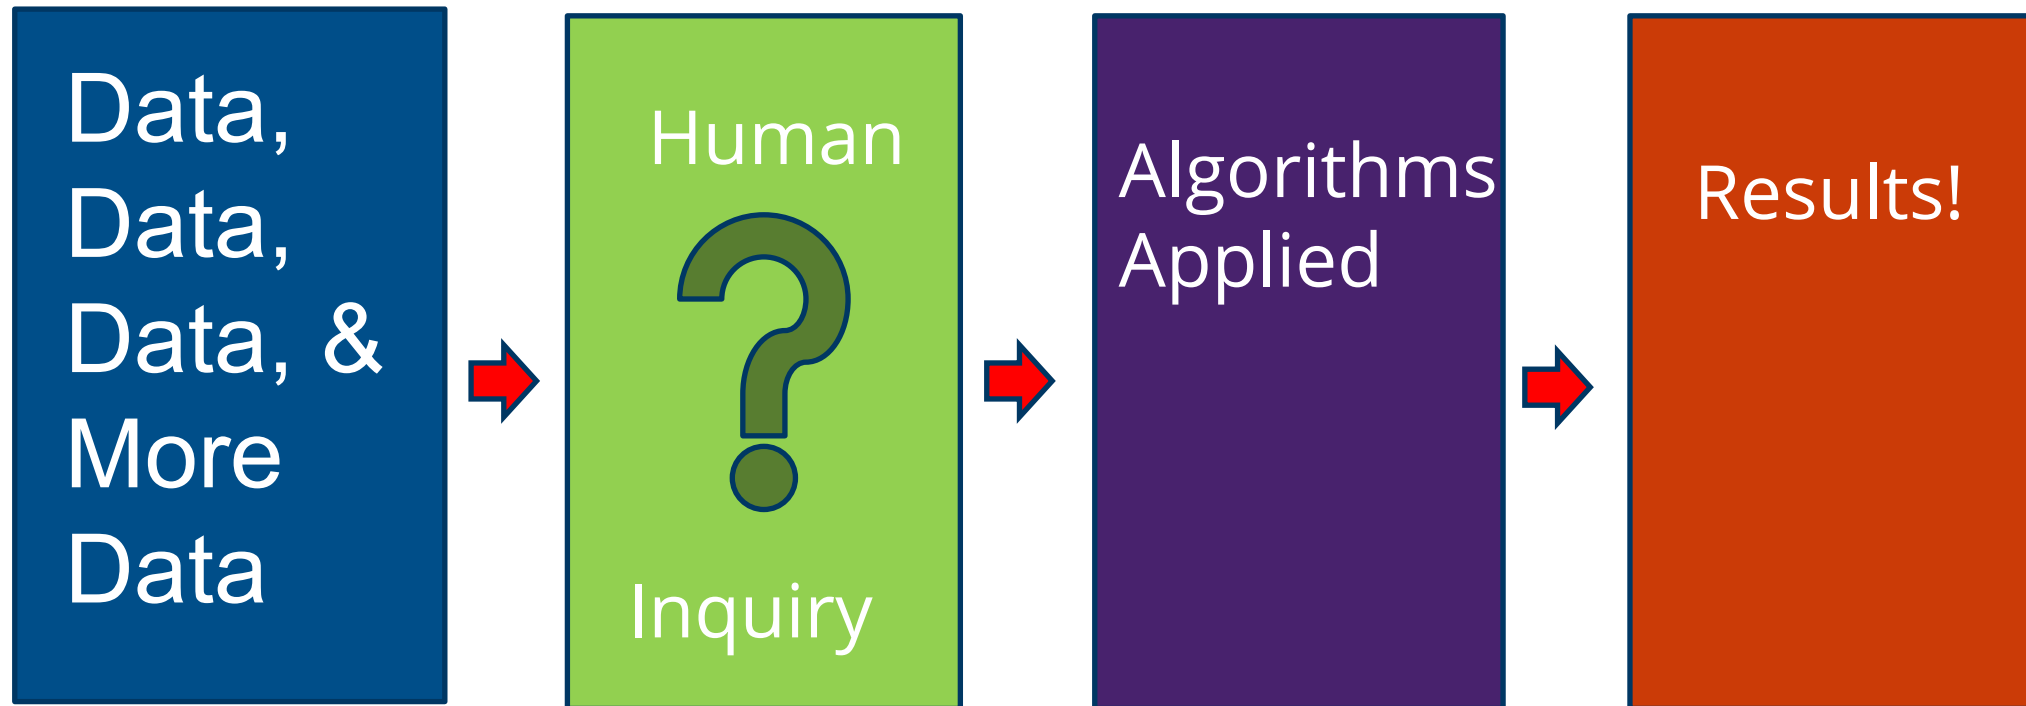 Data,
Data,
Data, &
More
Data
Human
Inquiry
Algorithms
Applied
Results!